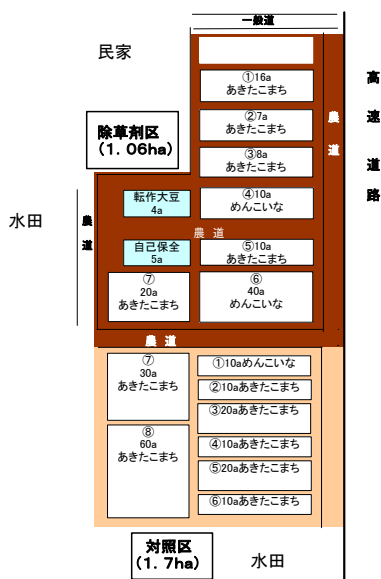 一般道
民家
高速道路
①16a
あきたこまち
②7a
あきたこまち
農道
除草剤区
(1.06ha)
③8a
あきたこまち
転作大豆
4a
④10a
めんこいな
水田
農道
農道
自己保全
5a
⑤10a
あきたこまち
⑦
20a
あきたこまち
⑥
40a
めんこいな
農道
⑦
30a
あきたこまち
①10aめんこいな
②10aあきたこまち
③20aあきたこまち
⑧
60a
あきたこまち
④10aあきたこまち
⑤20aあきたこまち
⑥10aあきたこまち
対照区
(1.7ha)
水田